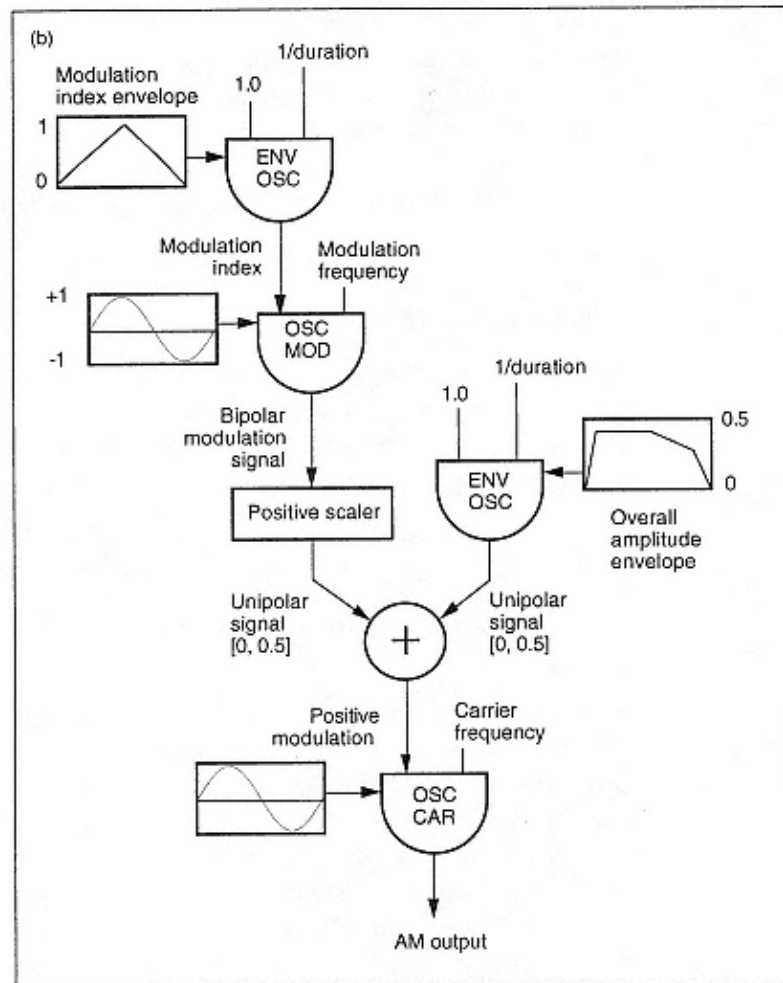 (b)
Modulation
index envelope
1
0
1.0
1/duration
ENV
OSC
Modulation
index
Modulation
frequency
+1
-1
OSC
MOD
Bipolar
modulation
signal
Positive scaler
1.0
1/duration
ENV
OSC
0.5
0
Overall
amplitude
envelope
Unipolar
signal
[0, 0.5]
Unipolar
signal
[0, 0.5]
+
Positive
modulation
Carrier
frequency
OSC
CAR
AM output